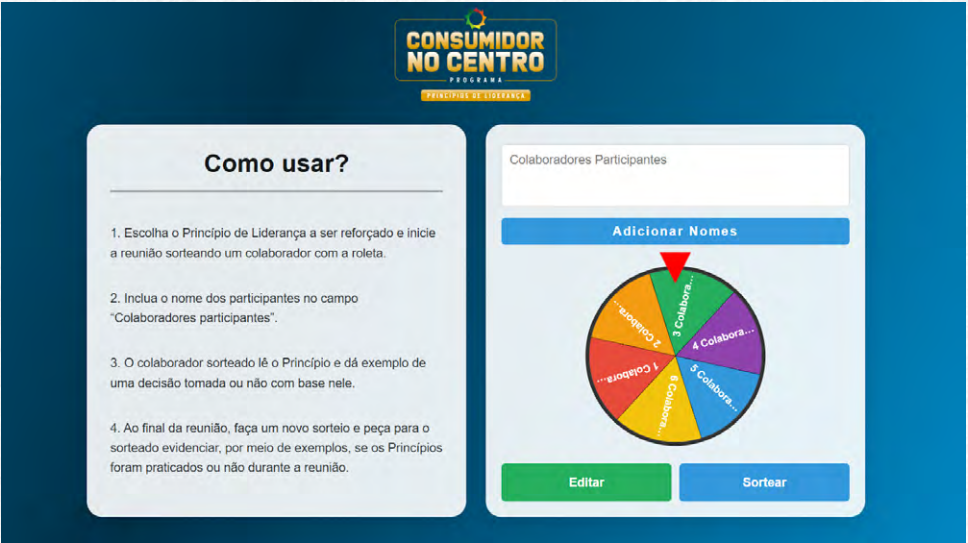 CONSUMIDOR
NO CENTRO
PROGRAMA
PRINCÍPIOS DE LIDERANÇA
Como usar?
1. Escolha o Princípio de Liderança a ser reforçado e inicie
a reunião sorteando um colaborador com a roleta.
2. Inclua o nome dos participantes no campo
“Colaboradores participantes”.
3. O colaborador sorteado lê o Princípio e dá exemplo de
uma decisão tomada ou não com base nele.
4. Ao final da reunião, faça um novo sorteio e peça para o
sorteado evidenciar, por meio de exemplos, se os Princípios
foram praticados ou não durante a reunião.
Colaboradores Participantes
Adicionar Nomes
1 Colabora...
2 Colabora...
3 Colabora...
4 Colabora...
5 Colabora...
6 Colabora...
Editar
Sortear